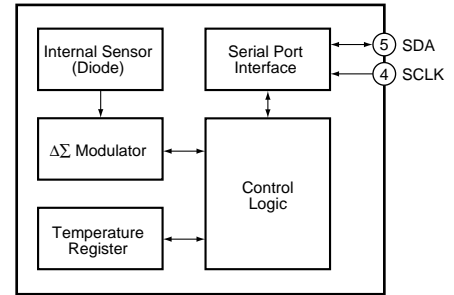 Internal Sensor
(Diode)
Serial Port
Interface
5 SDA
4 SCLK
ΔΣ Modulator
Control
Logic
Temperature
Register